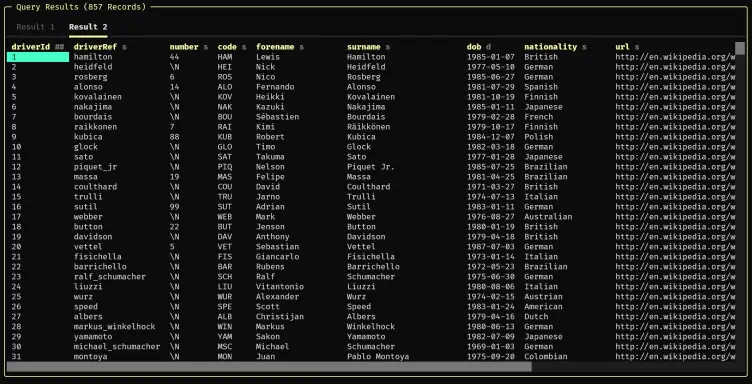 Query Results (857 Records)
Result 1 Result 2
driverId ## driverRef s number s code s forename s surname s dob d nationality s url s
1 hamilton 44 HAM Lewis Hamilton 1985-01-07 British http://en.wikipedia.org/w
2 heidfeld \N HEI Nick Heidfeld 1977-05-10 German http://en.wikipedia.org/w
3 rosberg 6 ROS Nico Rosberg 1985-06-27 German http://en.wikipedia.org/w
4 alonso 14 ALO Fernando Alonso 1981-07-29 Spanish http://en.wikipedia.org/w
5 kovalainen \N KOV Heikki Kovalainen 1981-10-19 Finnish http://en.wikipedia.org/w
6 nakajima \N NAK Kazuki Nakajima 1985-01-11 Japanese http://en.wikipedia.org/w
7 bourdais \N BOU Sébastien Bourdais 1979-02-28 French http://en.wikipedia.org/w
8 raikkonen 7 RAI Kimi Räikkönen 1979-10-17 Finnish http://en.wikipedia.org/w
9 kubica 88 KUB Robert Kubica 1984-12-07 Polish http://en.wikipedia.org/w
10 glock \N GLO Timo Glock 1982-03-18 German http://en.wikipedia.org/w
11 sato \N SAT Takuma Sato 1977-01-28 Japanese http://en.wikipedia.org/w
12 piquet_jr \N PIQ Nelson Piquet Jr. 1985-07-25 Brazilian http://en.wikipedia.org/w
13 massa 19 MAS Felipe Massa 1981-04-25 Brazilian http://en.wikipedia.org/w
14 coulthard \N COU David Coulthard 1971-03-27 British http://en.wikipedia.org/w
15 trulli \N TRU Jarno Trulli 1974-07-13 Italian http://en.wikipedia.org/w
16 sutil 99 SUT Adrian Sutil 1983-01-11 German http://en.wikipedia.org/w
17 webber \N WEB Mark Webber 1976-08-27 Australian http://en.wikipedia.org/w
18 button 22 BUT Jenson Button 1980-01-19 British http://en.wikipedia.org/w
19 davidson \N DAV Anthony Davidson 1979-04-18 British http://en.wikipedia.org/w
20 vettel 5 VET Sebastian Vettel 1987-07-03 German http://en.wikipedia.org/w
21 fisichella \N FIS Giancarlo Fisichella 1973-01-14 Italian http://en.wikipedia.org/w
22 barrichello \N BAR Rubens Barrichello 1972-05-23 Brazilian http://en.wikipedia.org/w
23 ralf_schumacher \N SCH Ralf Schumacher 1975-06-30 German http://en.wikipedia.org/w
24 liuzzi \N LIU Vitantonio Liuzzi 1980-08-06 Italian http://en.wikipedia.org/w
25 wurz \N WUR Alexander Wurz 1974-02-15 Austrian http://en.wikipedia.org/w
26 speed \N SPE Scott Speed 1983-01-24 American http://en.wikipedia.org/w
27 albers \N ALB Christijan Albers 1979-04-16 Dutch http://en.wikipedia.org/w
28 markus_winkelhock \N WIN Markus Winkelhock 1980-06-13 German http://en.wikipedia.org/w
29 yamamoto \N YAM Sakon Yamamoto 1982-07-09 Japanese http://en.wikipedia.org/w
30 michael_schumacher \N MSC Michael Schumacher 1969-01-03 German http://en.wikipedia.org/w
31 montoya \N MON Juan Pablo Montoya 1975-09-20 Colombian http://en.wikipedia.org/w